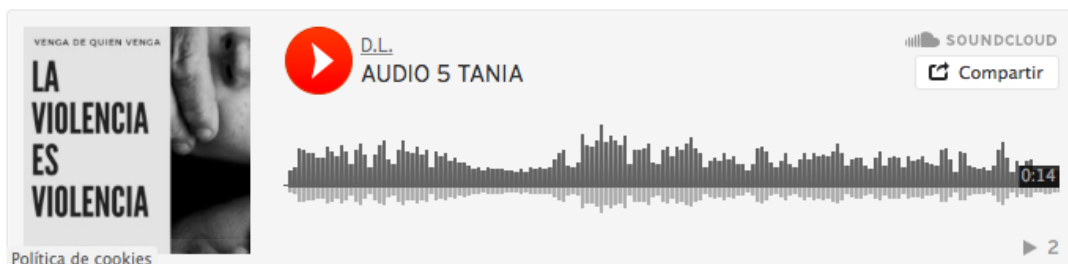 VENGA DE QUIEN VENGA
LA
VIOLENCIA
ES
VIOLENCIA
Política de cookies
D.L.
AUDIO 5 TANIA
SOUNDCLOUD
Compartir
0:14
2